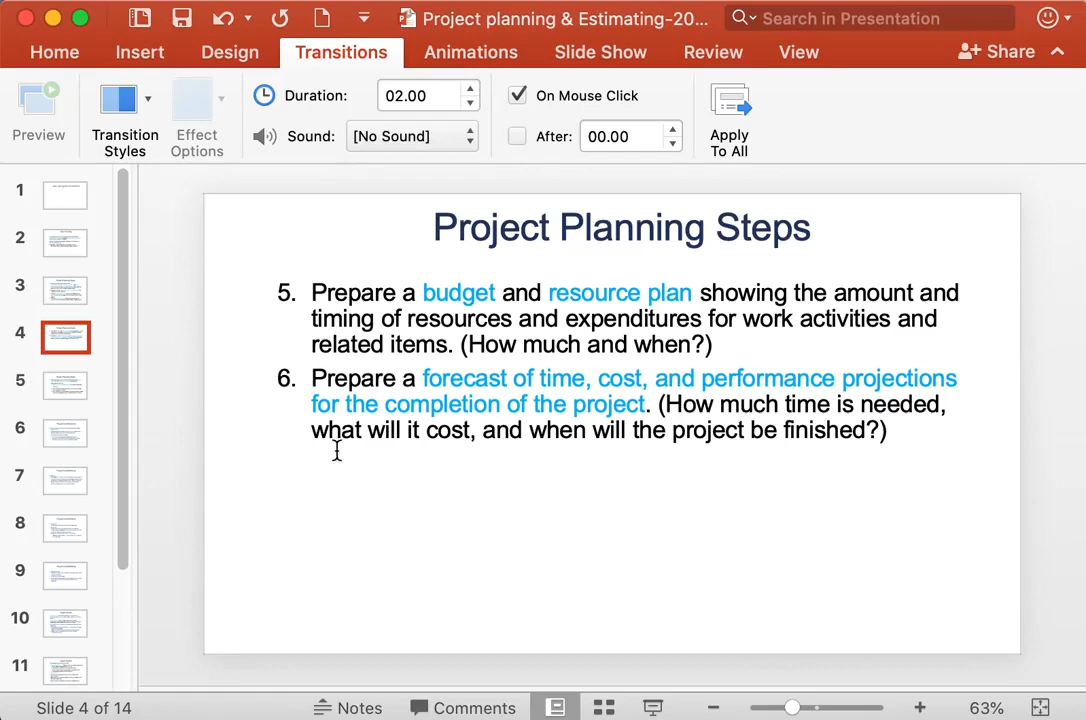 Project planning & Estimating-20...
Search in Presentation
Home Insert Design Transitions Animations Slide Show Review View Share
Preview
Transition Styles
Effect Options
Duration: 02.00
Sound: [No Sound]
On Mouse Click
After: 00.00
Apply To All
1
2
3
4
5
6
7
8
9
10
11
Project Planning Steps
5. Prepare a budget and resource plan showing the amount and
timing of resources and expenditures for work activities and
related items. (How much and when?)
6. Prepare a forecast of time, cost, and performance projections
for the completion of the project. (How much time is needed,
what will it cost, and when will the project be finished?)
Slide 4 of 14 Notes Comments 63%